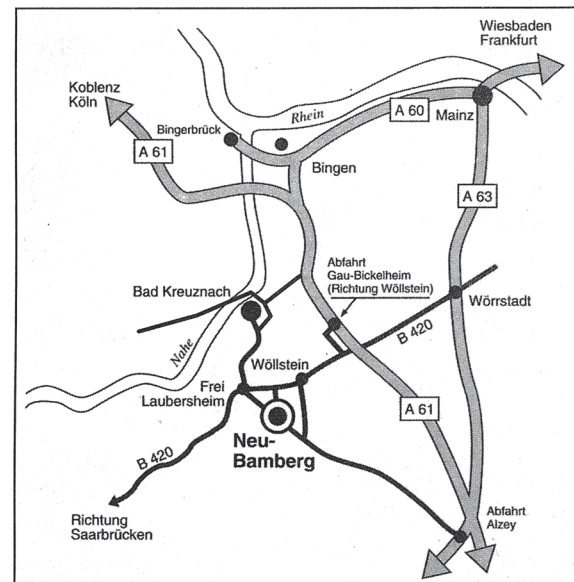 Wiesbaden
Frankfurt
Koblenz
Köln
Rhein
A 60
Mainz
Bingerbrück
A 61
Bingen
A 63
Abfahrt
Gau-Bickelheim
(Richtung Wöllstein)
Bad Kreuznach
Wörrstadt
B 420
Nahe
Wöllstein
Frei
Laubersheim
A 61
Neu-
Bamberg
B 420
Abfahrt
Alzey
Richtung
Saarbrücken